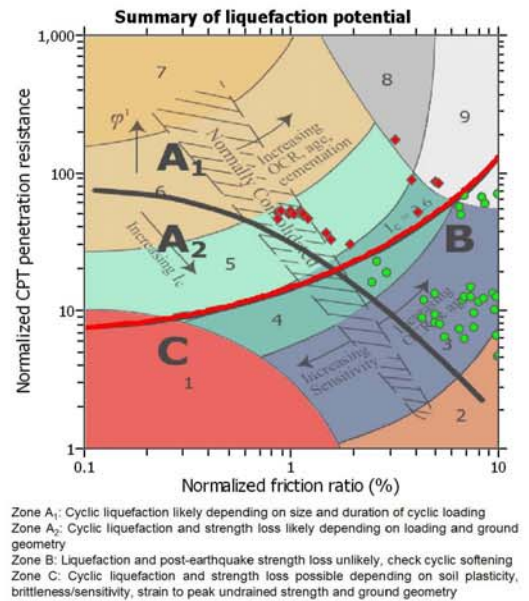 Summary of liquefaction potential
1,000
100
10
1
Normalized CPT penetration resistance
7
8
9
φ'
A1
Normally Consolidated
Increasing
OCR, age,
cementation
6
A2
Increasing Ic
5
Ic = 2.6
B
C
4
1
Increasing
Sensitivity
Increasing
3
2
0.1
1
10
Normalized friction ratio (%)
Zone A1: Cyclic liquefaction likely depending on size and duration of cyclic loading
Zone A2: Cyclic liquefaction and strength loss likely depending on loading and ground
geometry
Zone B: Liquefaction and post-earthquake strength loss unlikely, check cyclic softening
Zone C: Cyclic liquefaction and strength loss possible depending on soil plasticity,
brittleness/sensitivity, strain to peak undrained strength and ground geometry